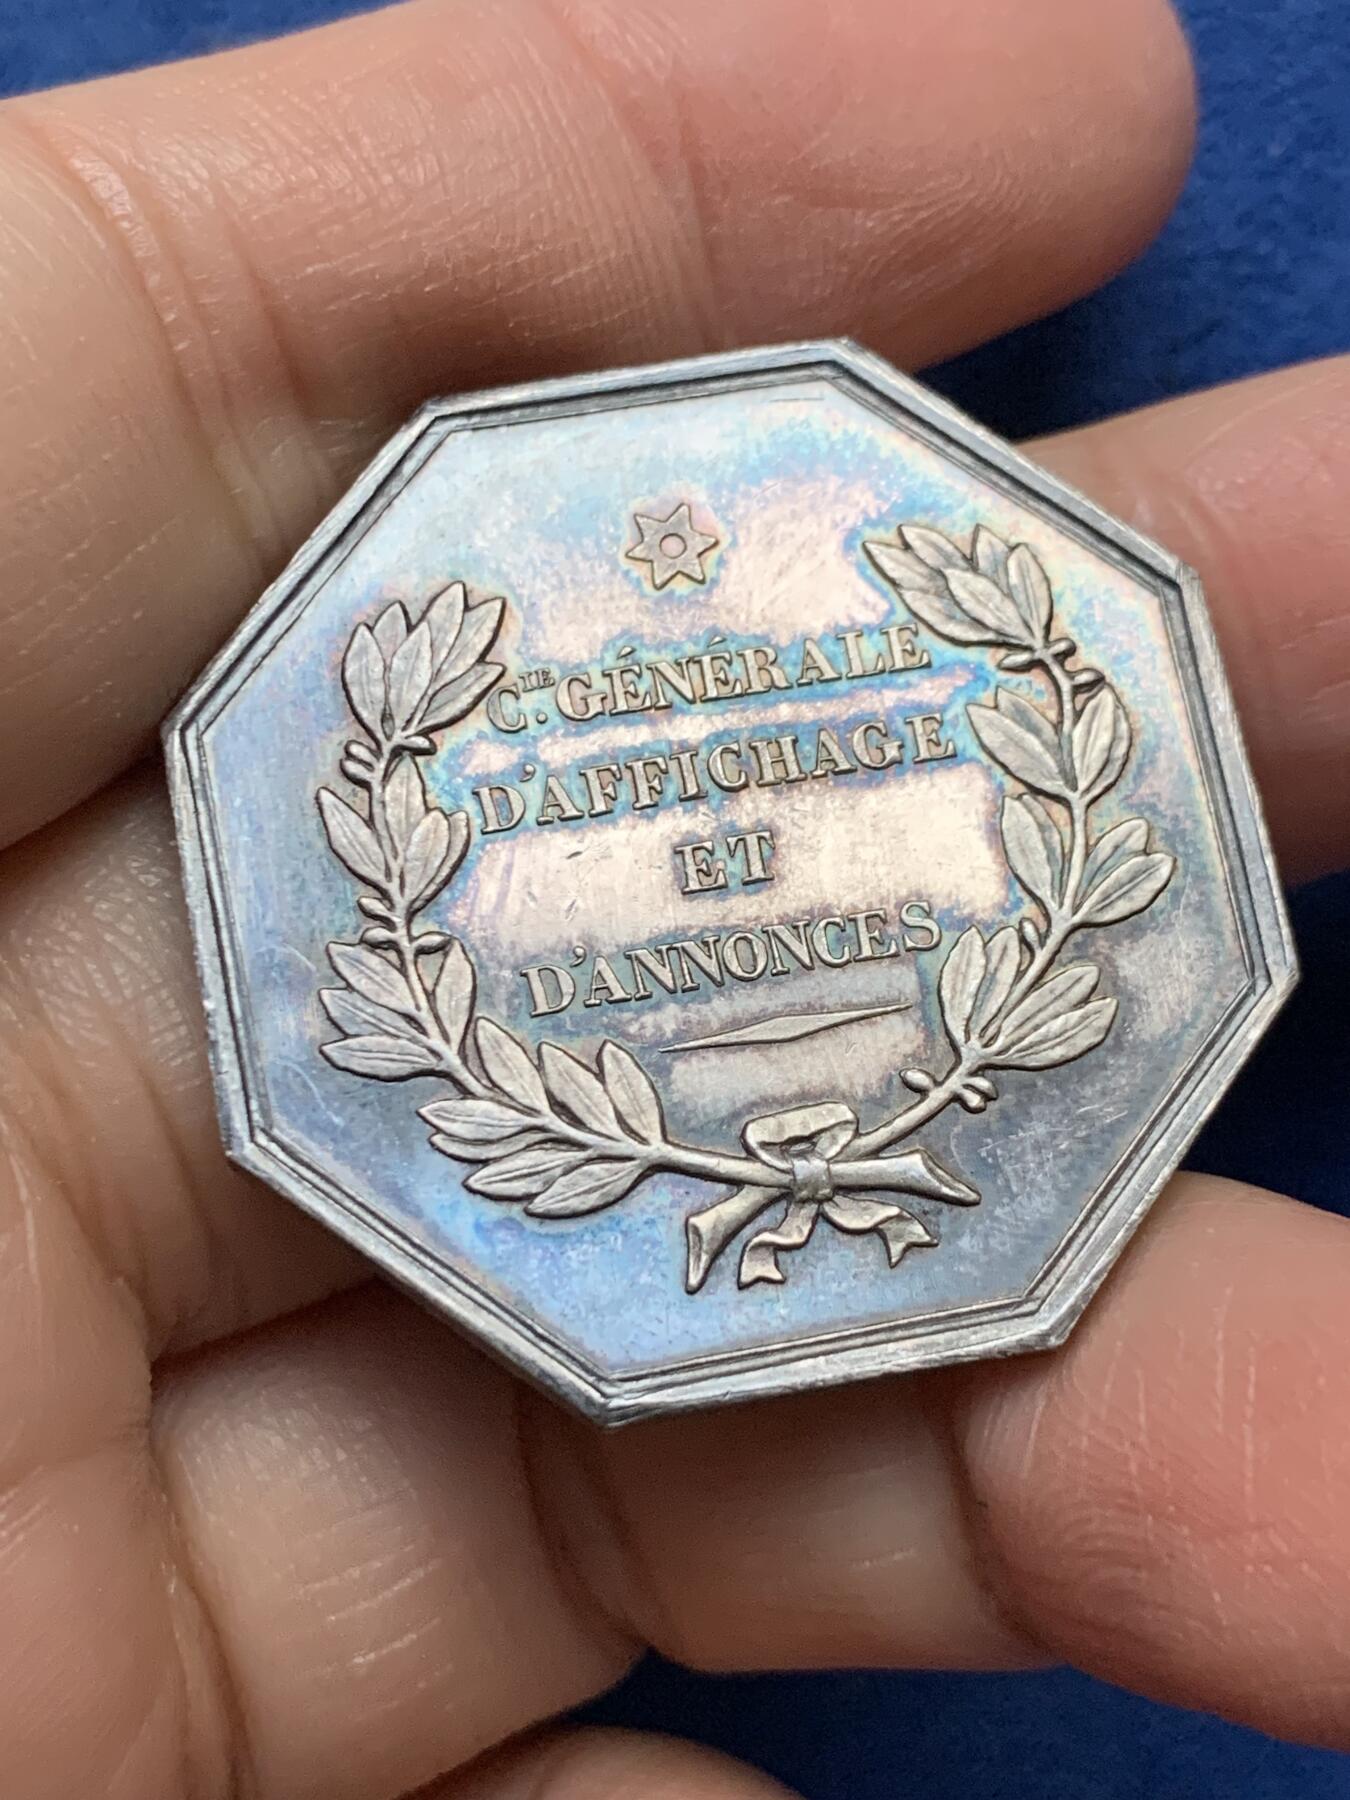 CIE. GÉNÉRALE
D'AFFICHAGE
ET
D'ANNONCES